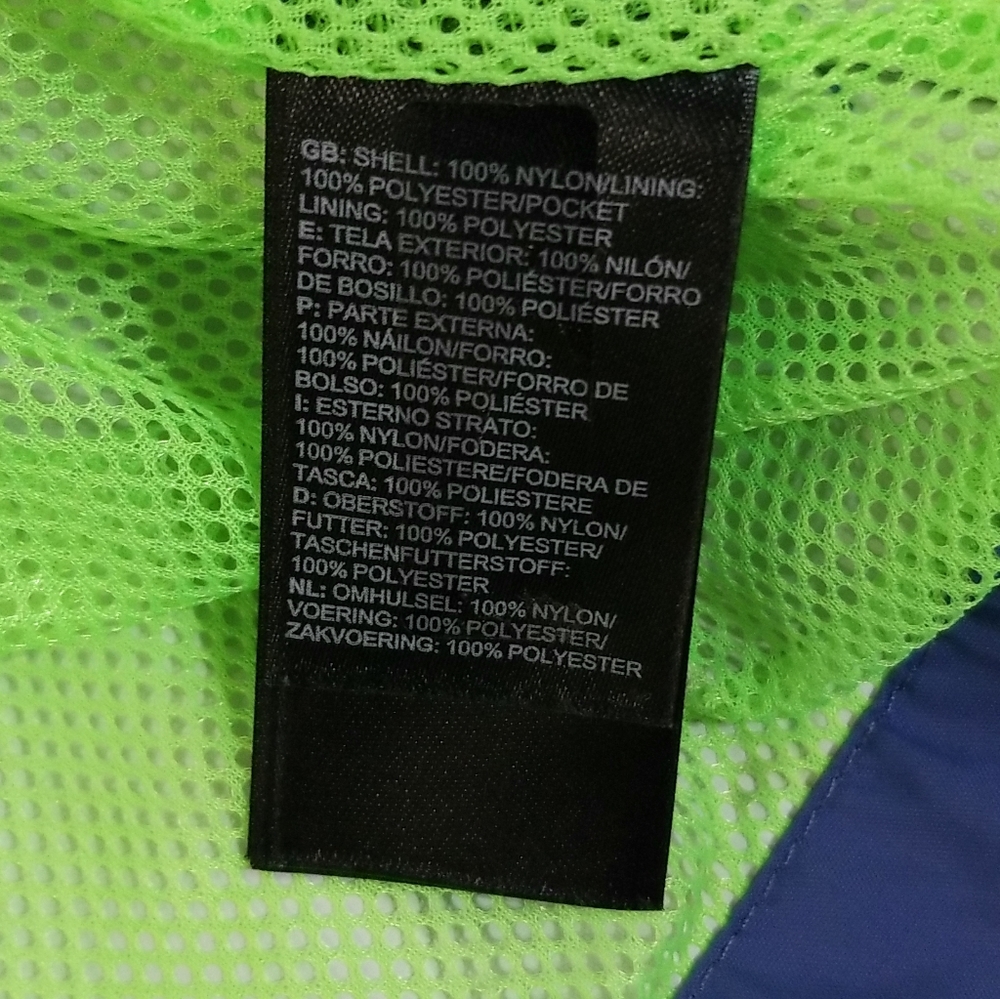 GB: SHELL: 100% NYLON/LINING:
100% POLYESTER/POCKET
LINING: 100% POLYESTER
E: TELA EXTERIOR: 100% NILÓN/
FORRO: 100% POLIÉSTER/FORRO
DE BOSILLO: 100% POLIÉSTER
P: PARTE EXTERNA:
100% NÁILON/FORRO:
100% POLIÉSTER/FORRO DE
BOLSO: 100% POLIÉSTER
I: ESTERNO STRATO:
100% NYLON/FODERA:
100% POLIESTERE/FODERA DE
TASCA: 100% POLIESTERE
D: OBERSTOFF: 100% NYLON/
FUTTER: 100% POLYESTER/
TASCHENFUTTERSTOFF:
100% POLYESTER
NL: OMHULSEL: 100% NYLON/
VOERING: 100% POLYESTER/
ZAKVOERING: 100% POLYESTER